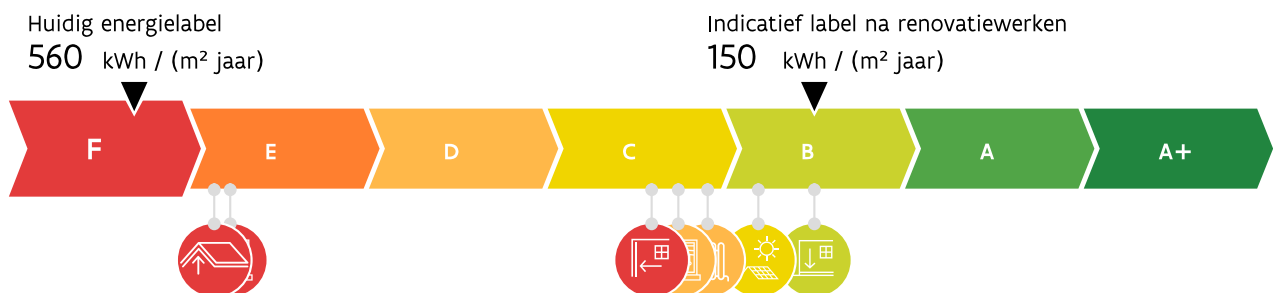 Huidig energielabel
560 kWh / (m² jaar)
Indicatief label na renovatiewerken
150 kWh / (m² jaar)
F E D C B A A+